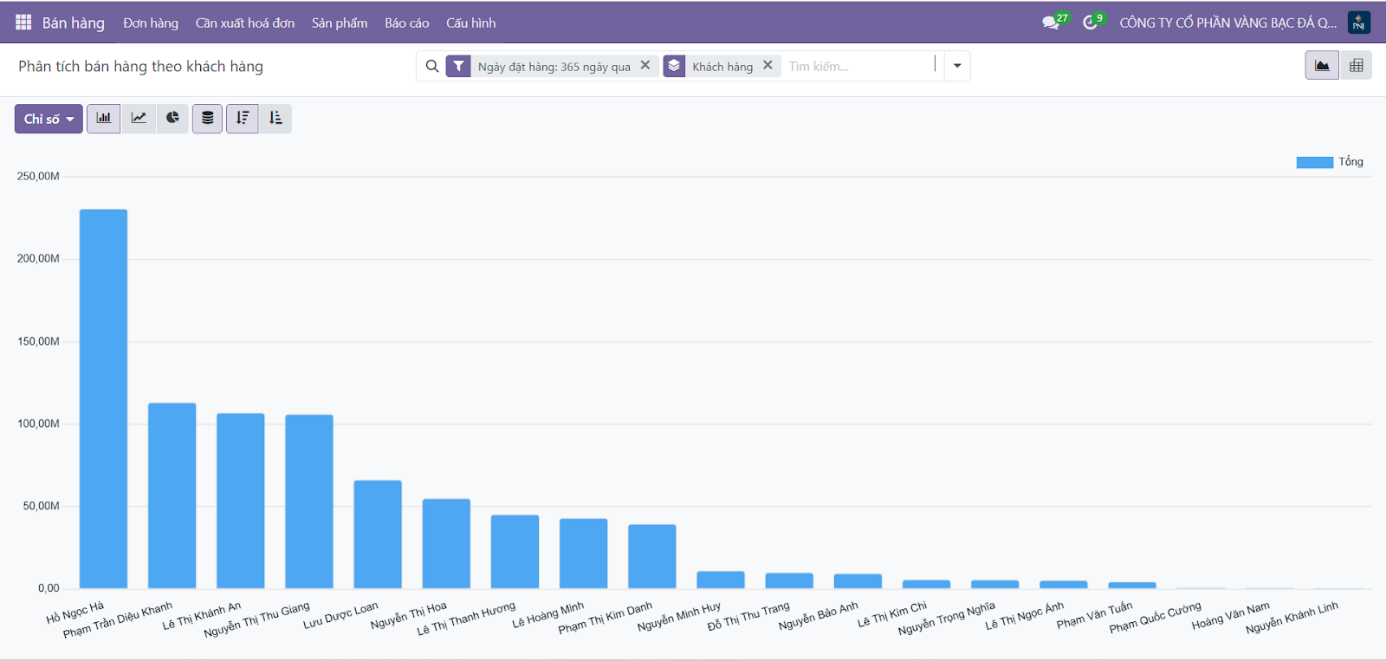 Bán hàng Đơn hàng Cần xuất hoá đơn Sản phẩm Báo cáo Cấu hình 27 9 CÔNG TY CỔ PHẦN VÀNG BẠC ĐÁ Q... PNJ
Phân tích bán hàng theo khách hàng Ngày đặt hàng: 365 ngày qua Khách hàng Tìm kiếm...
Chỉ số
Tổng
250,00M
200,00M
150,00M
100,00M
50,00M
0,00
Hồ Ngọc Hà
Phạm Trần Diệu Khanh
Lê Thị Khánh An
Nguyễn Thị Thu Giang
Lưu Dược Loan
Nguyễn Thị Hoa
Lê Thị Thanh Hương
Lê Hoàng Minh
Phạm Thị Kim Danh
Nguyễn Minh Huy
Đỗ Thị Thu Trang
Nguyễn Bảo Anh
Lê Thị Kim Chi
Nguyễn Trọng Nghĩa
Lê Thị Ngọc Ánh
Phạm Văn Tuấn
Phạm Quốc Cường
Hoàng Văn Nam
Nguyễn Khánh Linh